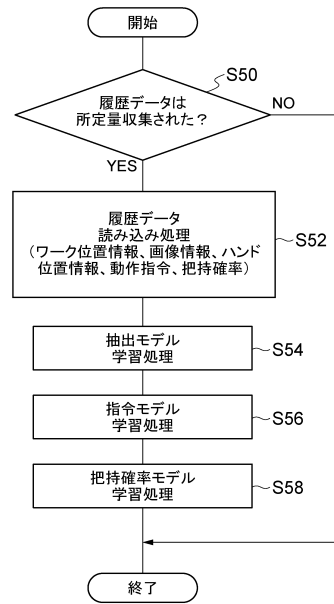 開始
S50
履歴データは
所定量収集された？
NO
YES
履歴データ
読み込み処理
（ワーク位置情報、画像情報、ハンド
位置情報、動作指令、把持確率）
S52
抽出モデル
学習処理
S54
指令モデル
学習処理
S56
把持確率モデル
学習処理
S58
終了